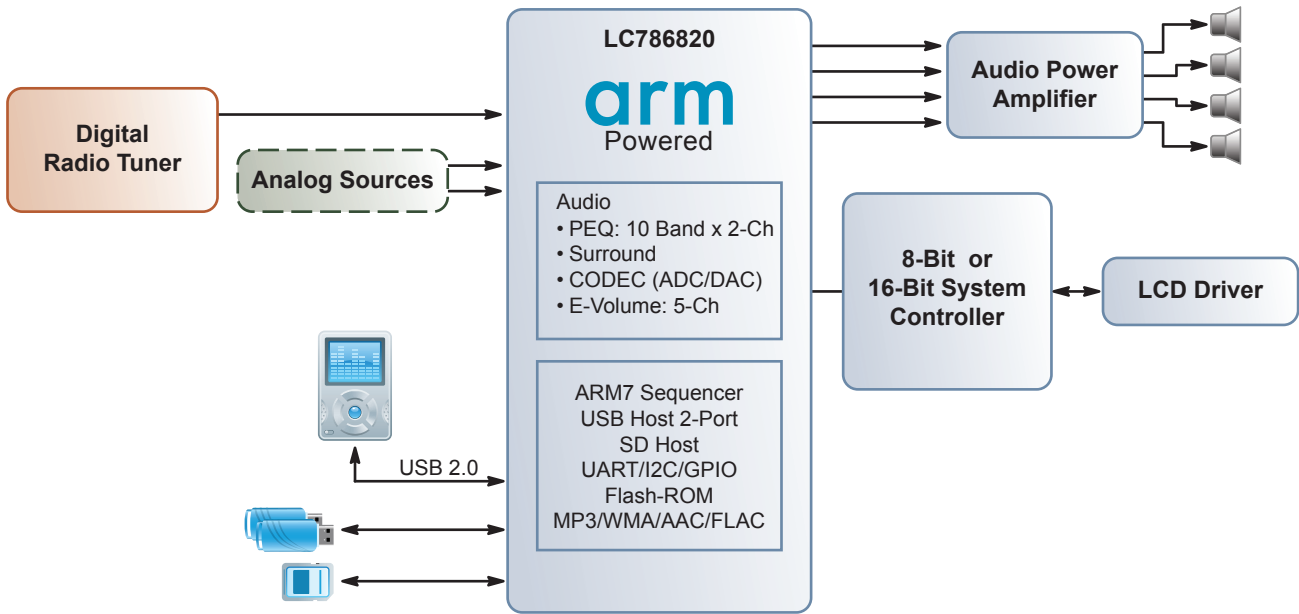 LC786820
arm
Powered
Digital
Radio Tuner
Analog Sources
Audio Power
Amplifier
Audio
• PEQ: 10 Band x 2-Ch
• Surround
• CODEC (ADC/DAC)
• E-Volume: 5-Ch
8-Bit or
16-Bit System
Controller
LCD Driver
ARM7 Sequencer
USB Host 2-Port
SD Host
UART/I2C/GPIO
Flash-ROM
MP3/WMA/AAC/FLAC
USB 2.0